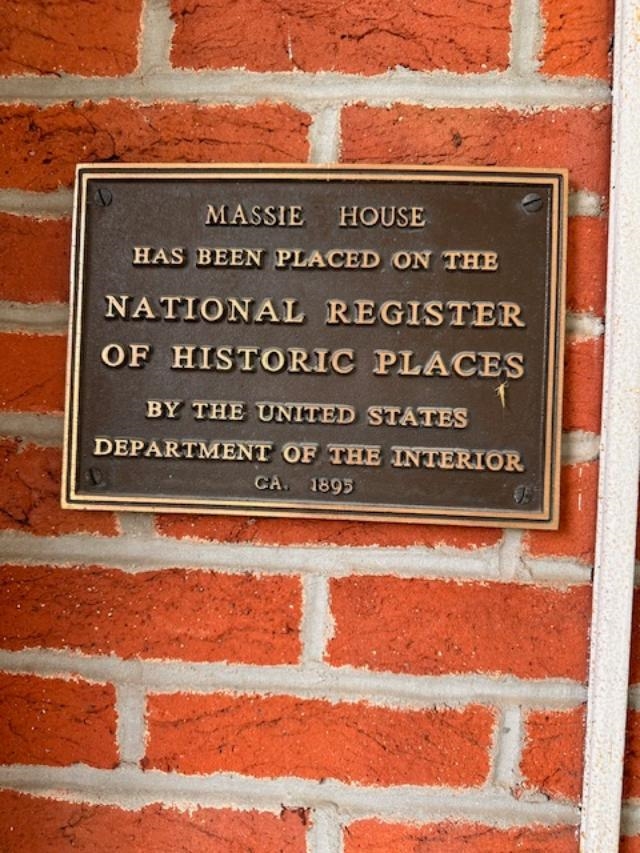 MASSIE HOUSE
HAS BEEN PLACED ON THE
NATIONAL REGISTER
OF HISTORIC PLACES
BY THE UNITED STATES
DEPARTMENT OF THE INTERIOR
CA. 1895